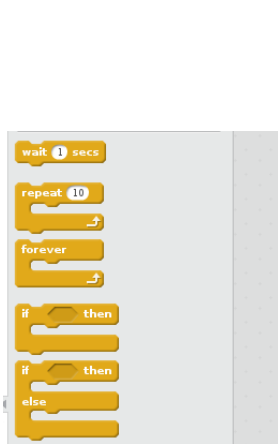 wait 1 secs
repeat 10
forever
if then
if then
else